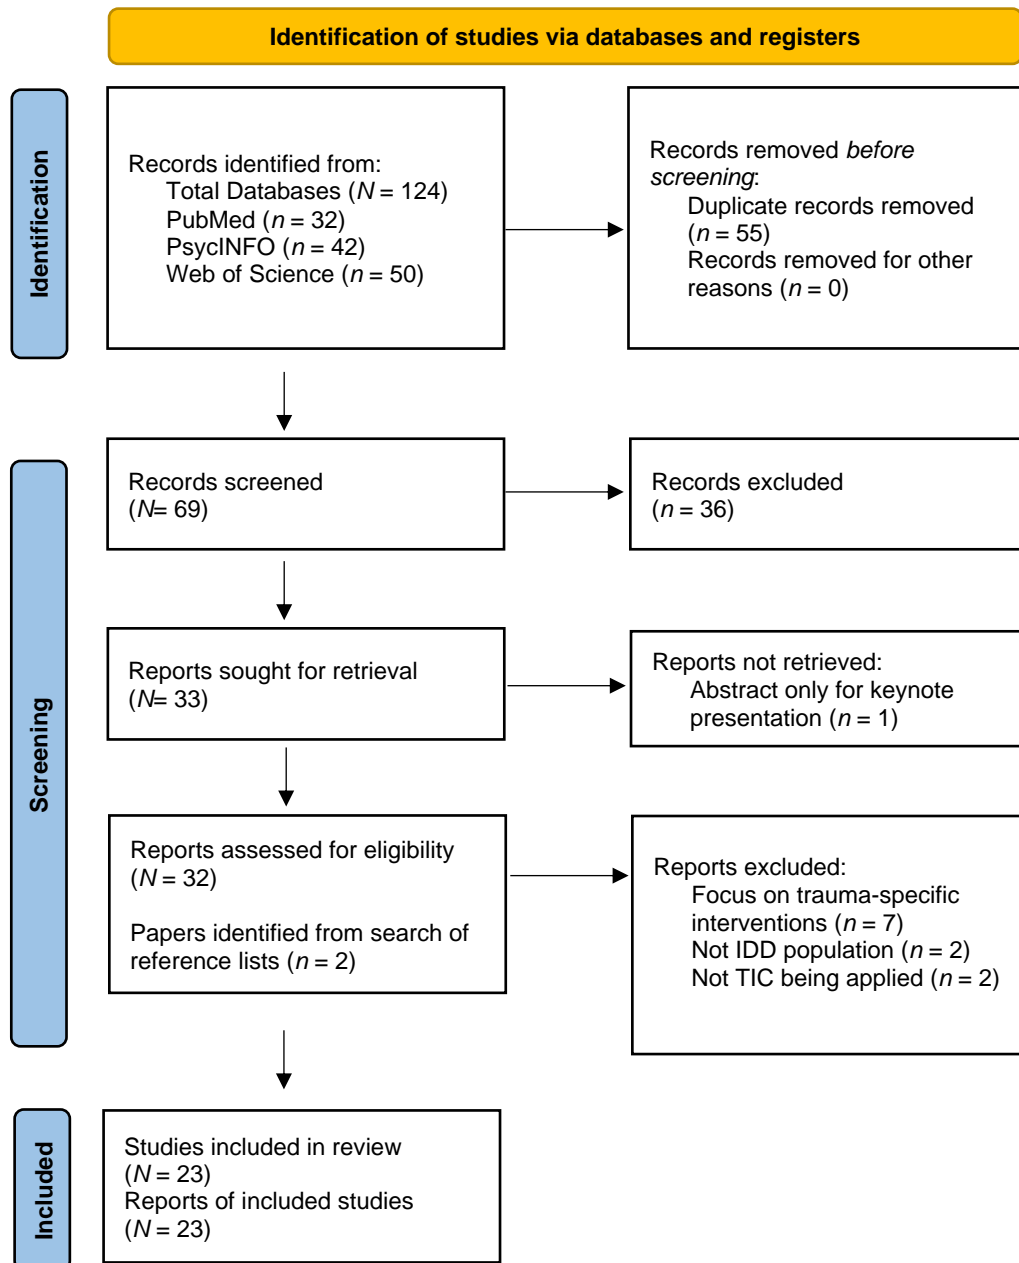 Identification of studies via databases and registers
Identification
Records identified from:
Total Databases (N = 124)
PubMed (n = 32)
PsycINFO (n = 42)
Web of Science (n = 50)
Records removed before
screening:
Duplicate records removed
(n = 55)
Records removed for other
reasons (n = 0)
Screening
Records screened
(N= 69)
Records excluded
(n = 36)
Reports sought for retrieval
(N= 33)
Reports not retrieved:
Abstract only for keynote
presentation (n = 1)
Reports assessed for eligibility
(N = 32)
Papers identified from search of
reference lists (n = 2)
Reports excluded:
Focus on trauma-specific
interventions (n = 7)
Not IDD population (n = 2)
Not TIC being applied (n = 2)
Included
Studies included in review
(N = 23)
Reports of included studies
(N = 23)